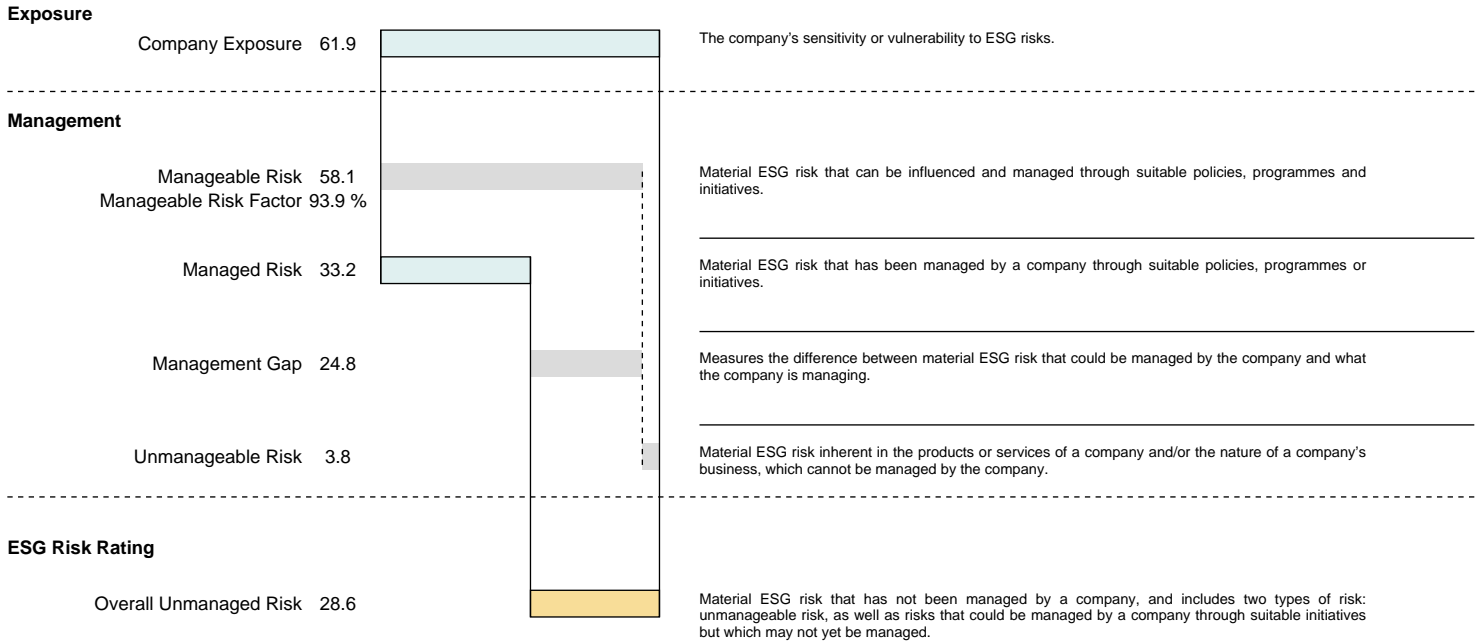 Exposure
Company Exposure 61.9
The company's sensitivity or vulnerability to ESG risks.
Management
Manageable Risk 58.1
Manageable Risk Factor 93.9 %
Material ESG risk that can be influenced and managed through suitable policies, programmes and
initiatives.
Managed Risk 33.2
Material ESG risk that has been managed by a company through suitable policies, programmes or
initiatives.
Management Gap 24.8
Measures the difference between material ESG risk that could be managed by the company and what
the company is managing.
Unmanageable Risk 3.8
Material ESG risk inherent in the products or services of a company and/or the nature of a company's
business, which cannot be managed by the company.
ESG Risk Rating
Overall Unmanaged Risk 28.6
Material ESG risk that has not been managed by a company, and includes two types of risk:
unmanageable risk, as well as risks that could be managed by a company through suitable initiatives
but which may not yet be managed.